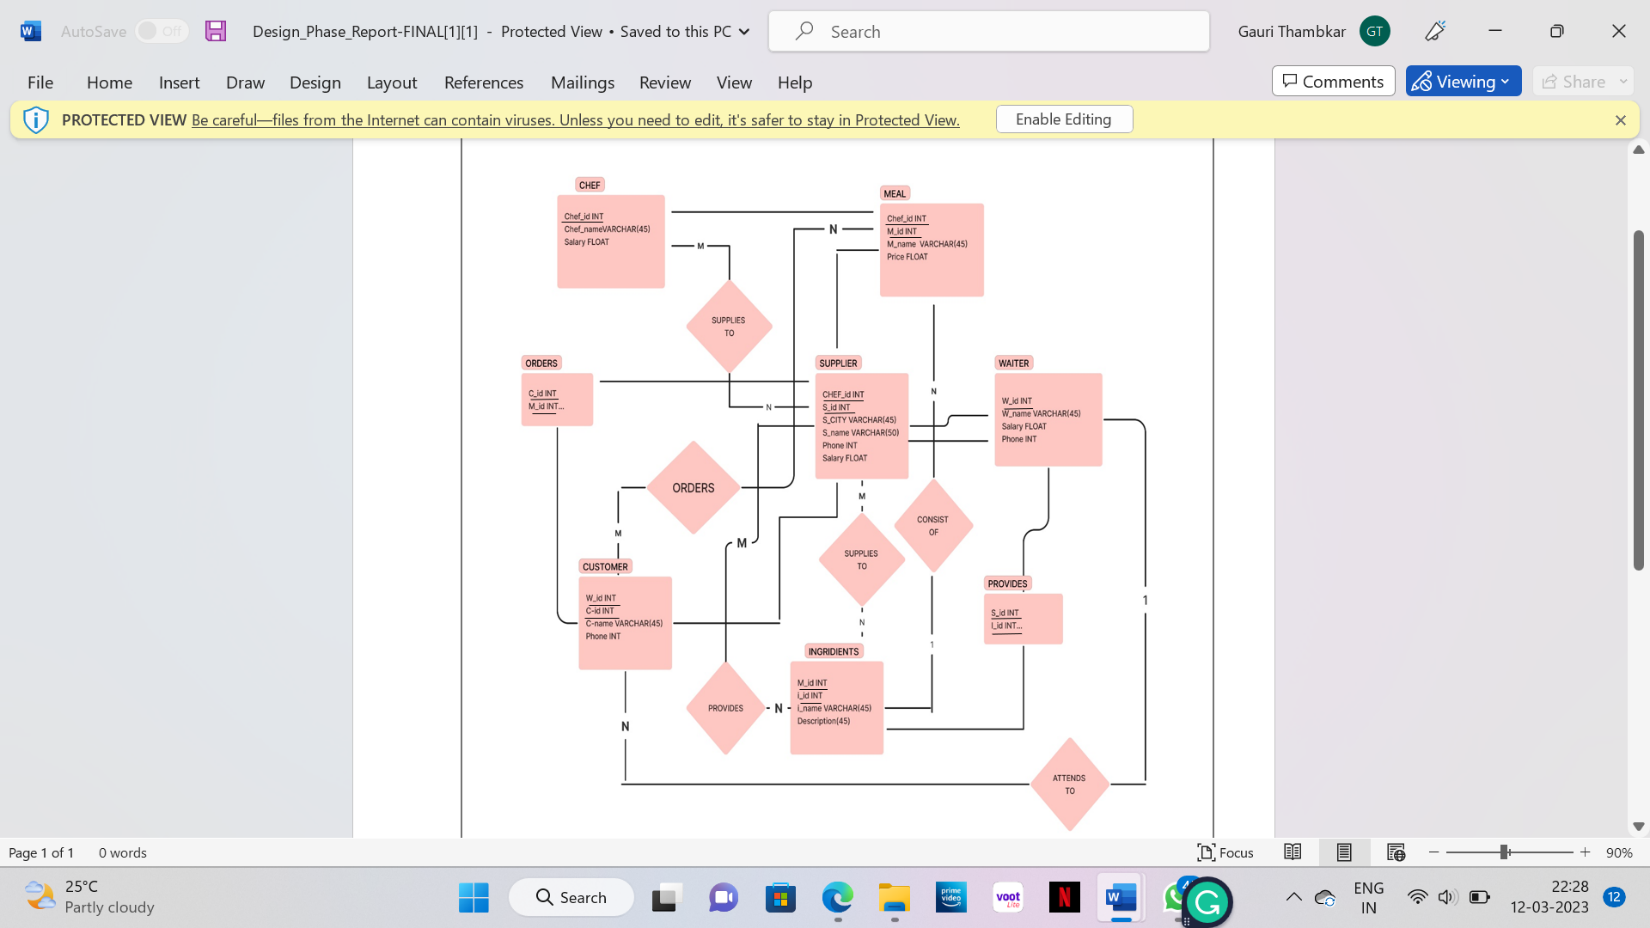 AutoSave
Off
Design_Phase_Report-FINAL[1][1] - Protected View • Saved to this PC
Search
Gauri Thambkar
GT
File
Home
Insert
Draw
Design
Layout
References
Mailings
Review
View
Help
Comments
Viewing
Share
PROTECTED VIEW Be careful—files from the Internet can contain viruses. Unless you need to edit, it's safer to stay in Protected View.
Enable Editing
CHEF
Chef_id INT
Chef_nameVARCHAR(45)
Salary FLOAT
MEAL
Chef_id INT
M_id INT
M_name VARCHAR(45)
Price FLOAT
N
M
SUPPLIES
TO
N
ORDERS
C_id INT
M_id INT...
SUPPLIER
CHEF_id INT
S_id INT
S_CITY VARCHAR(45)
S_name VARCHAR(50)
Phone INT
Salary FLOAT
WAITER
W_id INT
W_name VARCHAR(45)
Salary FLOAT
Phone INT
N
ORDERS
M
M
M
SUPPLIES
TO
N
CONSIST
OF
1
CUSTOMER
W_id INT
C-id INT
C-name VARCHAR(45)
Phone INT
PROVIDES
S_id INT
I_id INT...
1
INGRIDIENTS
M_id INT
i_id INT
i_name VARCHAR(45)
Description(45)
PROVIDES
N
N
ATTENDS
TO
Page 1 of 1
0 words
Focus
90%
25°C
Partly cloudy
Search
prime
video
voot
Lite
N
W
G
ENG
IN
22:28
12-03-2023
12